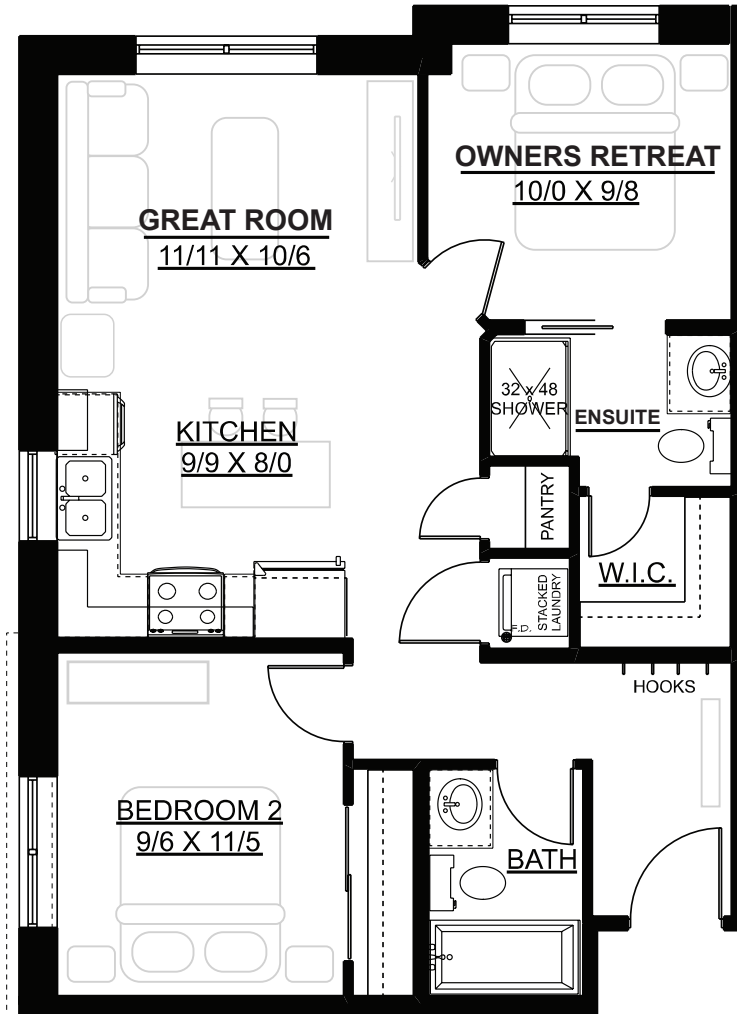 OWNERS RETREAT
10/0 X 9/8
GREAT ROOM
11/11 X 10/6
32 x 48
SHOWER
ENSUITE
KITCHEN
9/9 X 8/0
PANTRY
W.I.C.
STACKED
LAUNDRY
F.D.
HOOKS
BEDROOM 2
9/6 X 11/5
BATH